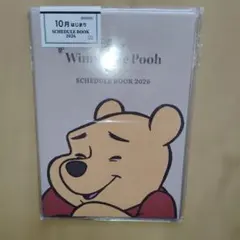 10月はじまり
SCHEDULE BOOK
2026
Pooh
SCHEDULE BOOK 2026